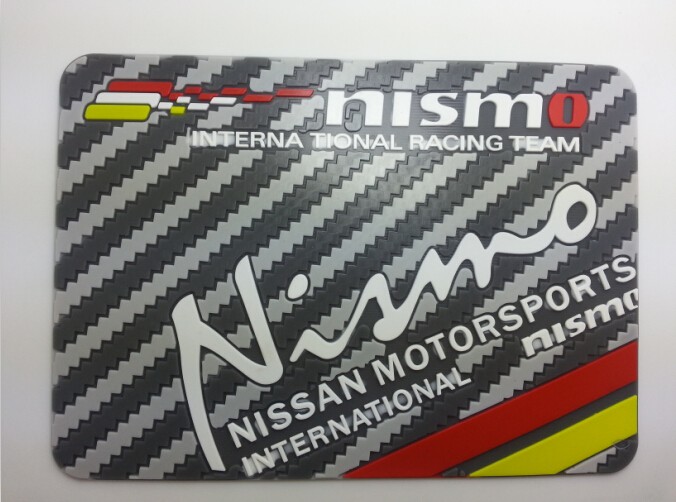 nismo
INTERNA TIONAL RACING TEAM
Nismo
NISSAN MOTORSPORTS
INTERNATIONAL
nismo